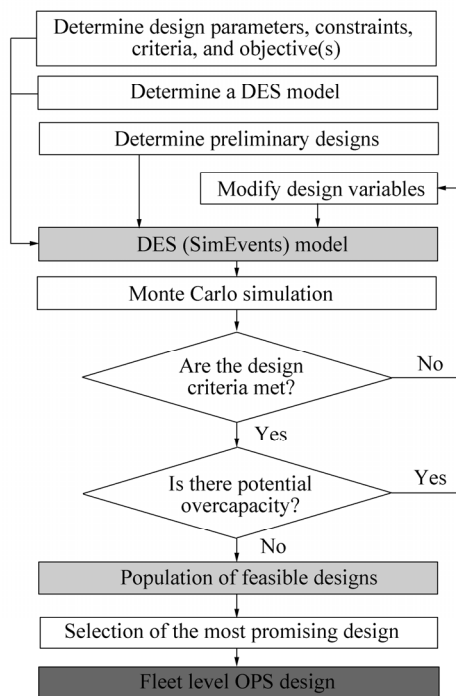 Determine design parameters, constraints,
criteria, and objective(s)
Determine a DES model
Determine preliminary designs
Modify design variables
DES (SimEvents) model
Monte Carlo simulation
Are the design
criteria met?
No
Yes
Is there potential
overcapacity?
Yes
No
Population of feasible designs
Selection of the most promising design
Fleet level OPS design